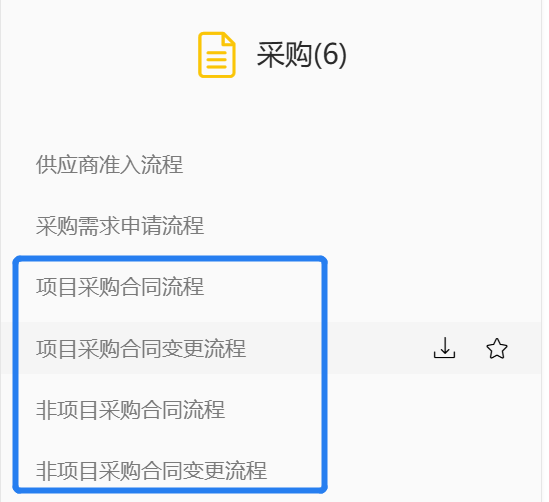 采购(6)
供应商准入流程
采购需求申请流程
项目采购合同流程
项目采购合同变更流程
非项目采购合同流程
非项目采购合同变更流程